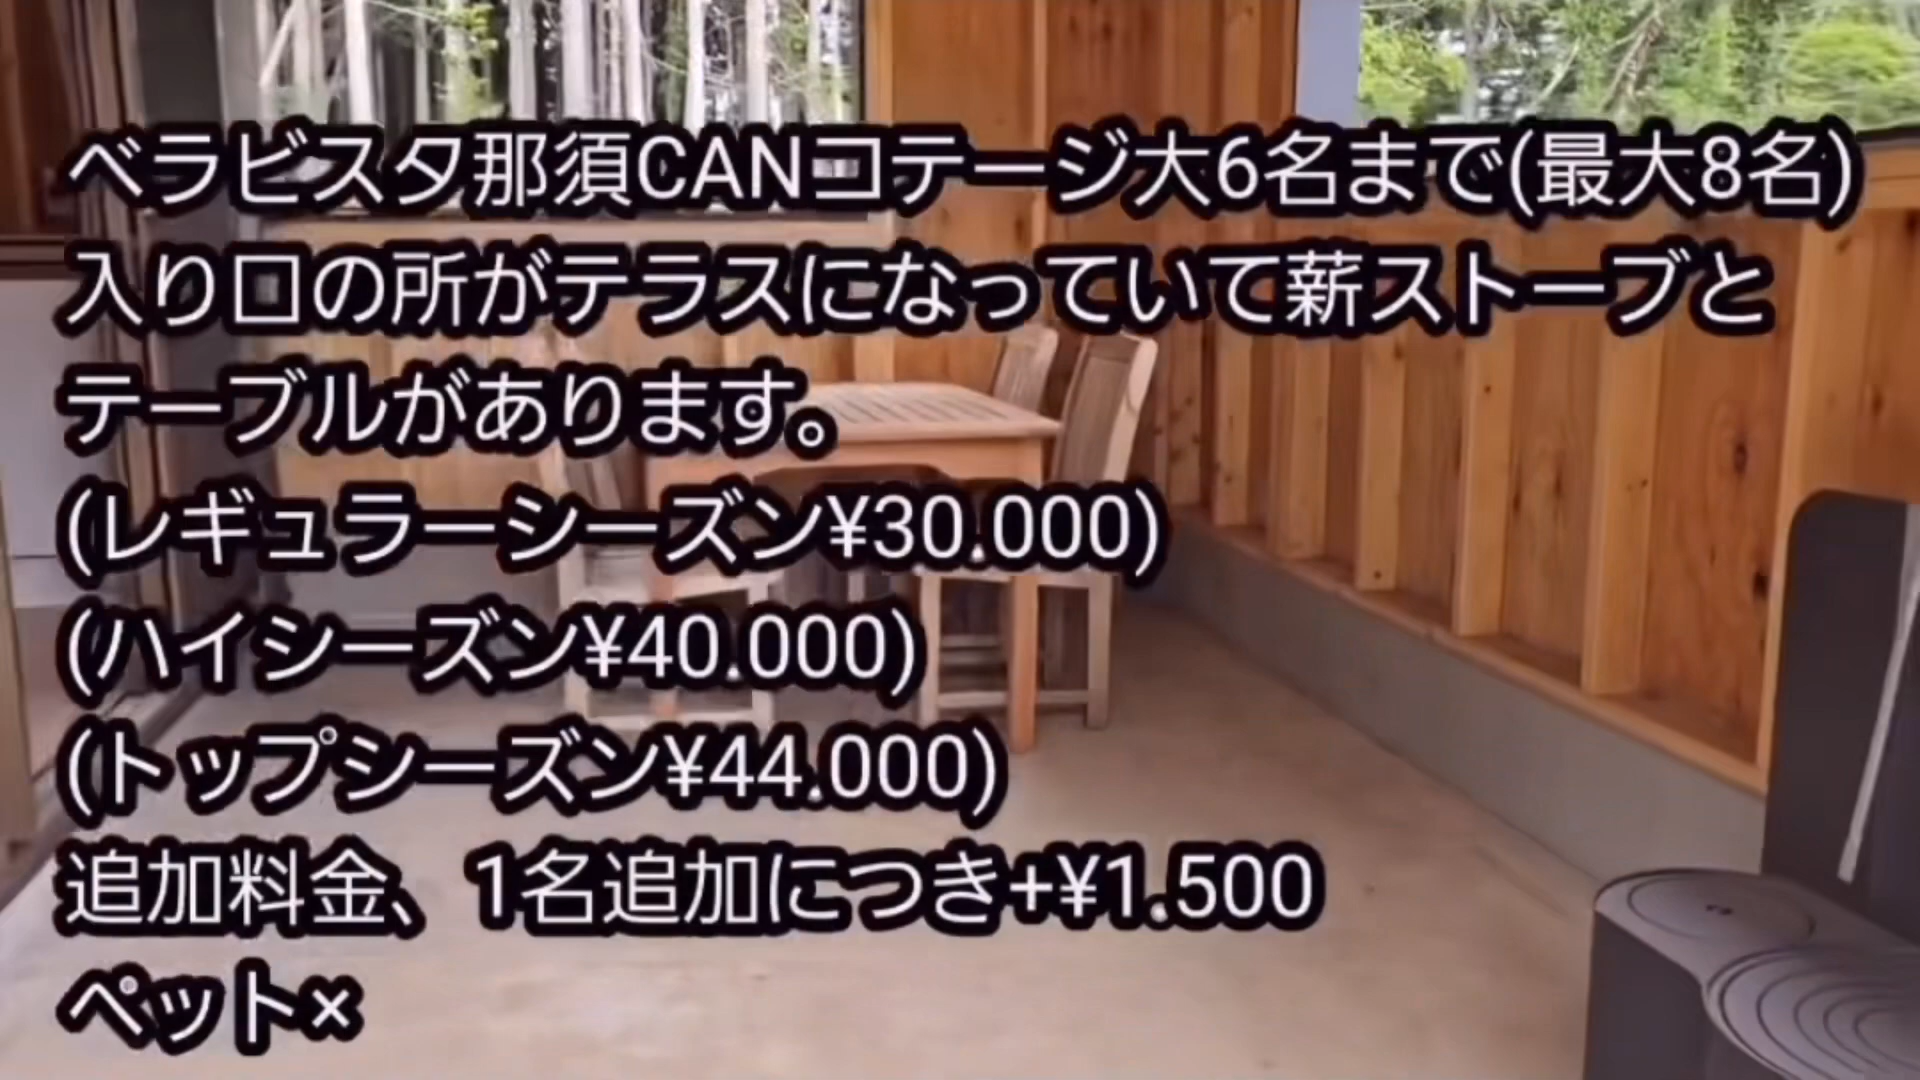 ベラビスタ那須CANコテージ大6名まで(最大8名)
入り口の所がテラスになっていて薪ストーブと
テーブルがあります。
(レギュラーシーズン¥30.000)
(ハイシーズン¥40.000)
(トップシーズン¥44.000)
追加料金、1名追加につき+¥1.500
ペット×